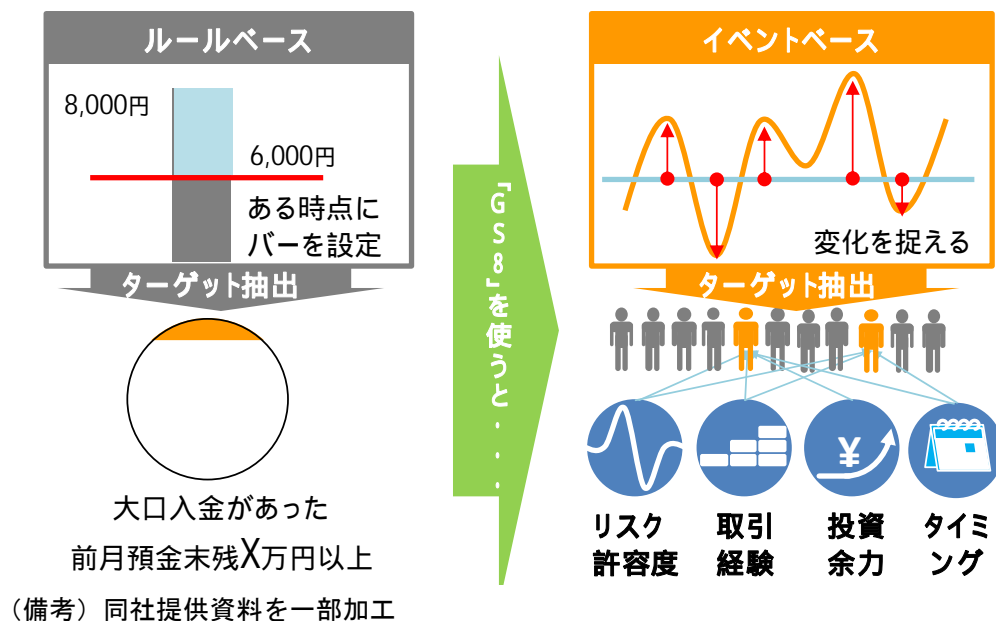 ルールベース
8,000円
6,000円
ある時点に
バーを設定
ターゲット抽出
大口入金があった
前月預金末残X万円以上
（備考）同社提供資料を一部加工
「GS8」を使うと・・・
イベントベース
変化を捉える
ターゲット抽出
¥
リスク
許容度
取引
経験
投資
余力
タイミ
ング